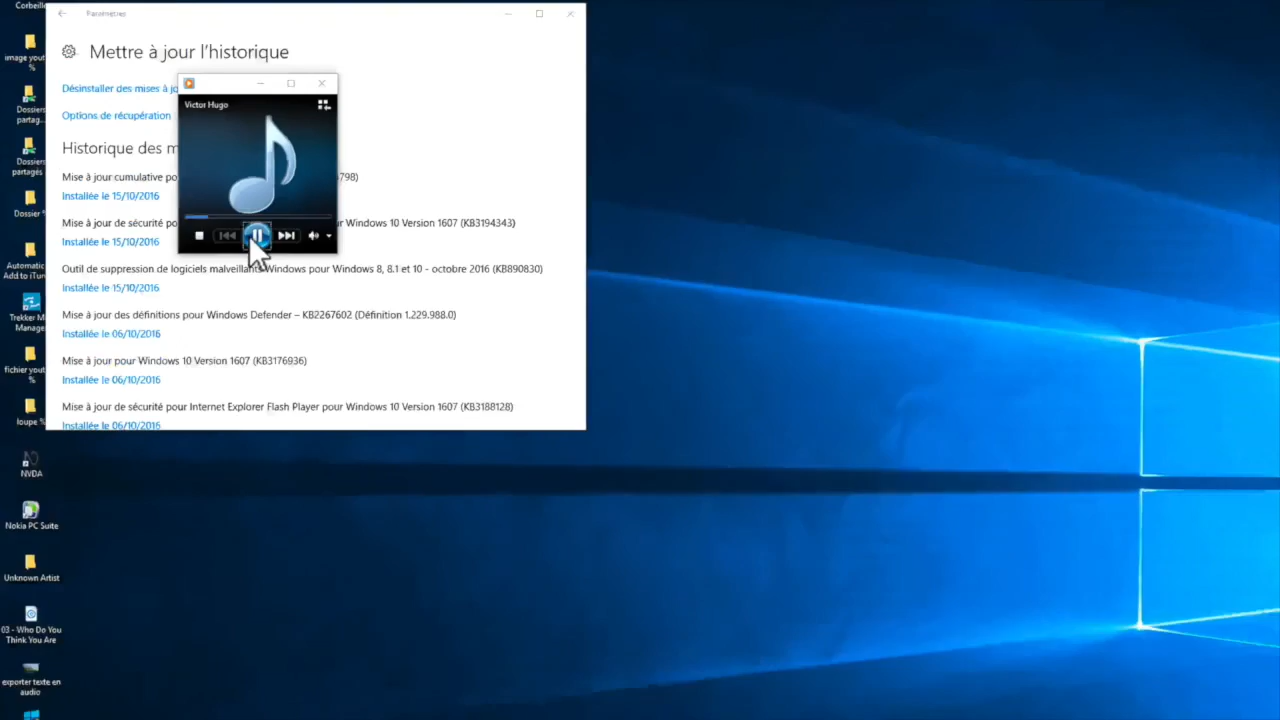 Corbeille
image yout
%
Dossiers
partag...
Dossiers
partagés
Dossier %
Automatic
Add to iTu
Trekker M
Manager
fichier yout
%
loupe %
NVDA
Nokia PC Suite
Unknown Artist
03 - Who Do You
Think You Are
exporter texte en
audio
Paramètres
Mettre à jour l'historique
Désinstaller des mises à jo
Options de récupération
Historique des m
Mise à jour cumulative po
798)
Installée le 15/10/2016
Mise à jour de sécurité po
r Windows 10 Version 1607 (KB3194343)
Installée le 15/10/2016
Outil de suppression de logiciels malveillants Windows pour Windows 8, 8.1 et 10 - octobre 2016 (KB890830)
Installée le 15/10/2016
Mise à jour des définitions pour Windows Defender – KB2267602 (Définition 1.229.988.0)
Installée le 06/10/2016
Mise à jour pour Windows 10 Version 1607 (KB3176936)
Installée le 06/10/2016
Mise à jour de sécurité pour Internet Explorer Flash Player pour Windows 10 Version 1607 (KB3188128)
Installée le 06/10/2016
Victor Hugo